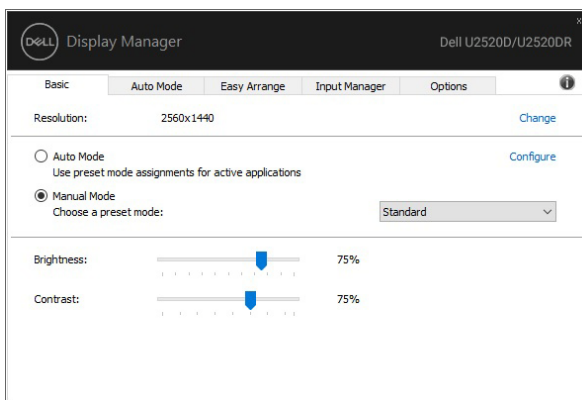 DELL Display Manager Dell U2520D/U2520DR
Basic Auto Mode Easy Arrange Input Manager Options
Resolution: 2560x1440 Change
Auto Mode Configure
Use preset mode assignments for active applications
Manual Mode
Choose a preset mode: Standard
Brightness: 75%
Contrast: 75%